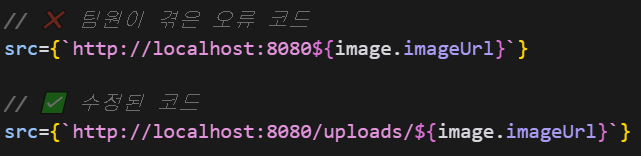 // ❌ 팀원이 겪은 오류 코드
src={`http://localhost:8080${image.imageUrl}`}
// ✅ 수정된 코드
src={`http://localhost:8080/uploads/${image.imageUrl}`}